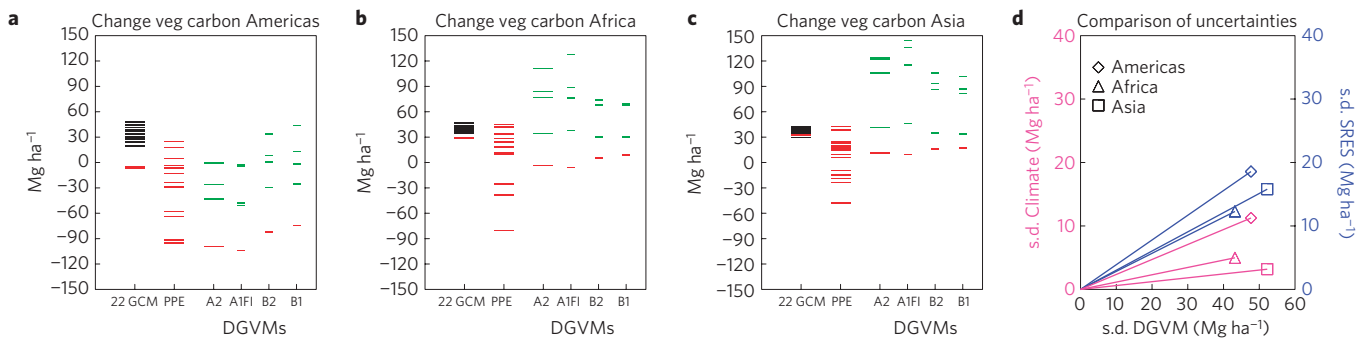 a Change veg carbon Americas
150
120
90
60
30
0
−30
−60
−90
−120
−150
Mg ha−1
22 GCM PPE A2 A1FI B2 B1
DGVMs
b Change veg carbon Africa
150
120
90
60
30
0
−30
−60
−90
−120
−150
Mg ha−1
22 GCM PPE A2 A1FI B2 B1
DGVMs
c Change veg carbon Asia
150
120
90
60
30
0
−30
−60
−90
−120
−150
Mg ha−1
22 GCM PPE A2 A1FI B2 B1
DGVMs
d Comparison of uncertainties
40
30
20
10
0
s.d. Climate (Mg ha−1)
Americas
Africa
Asia
40
30
20
10
0
s.d. SRES (Mg ha−1)
0 10 20 30 40 50 60
s.d. DGVM (Mg ha−1)